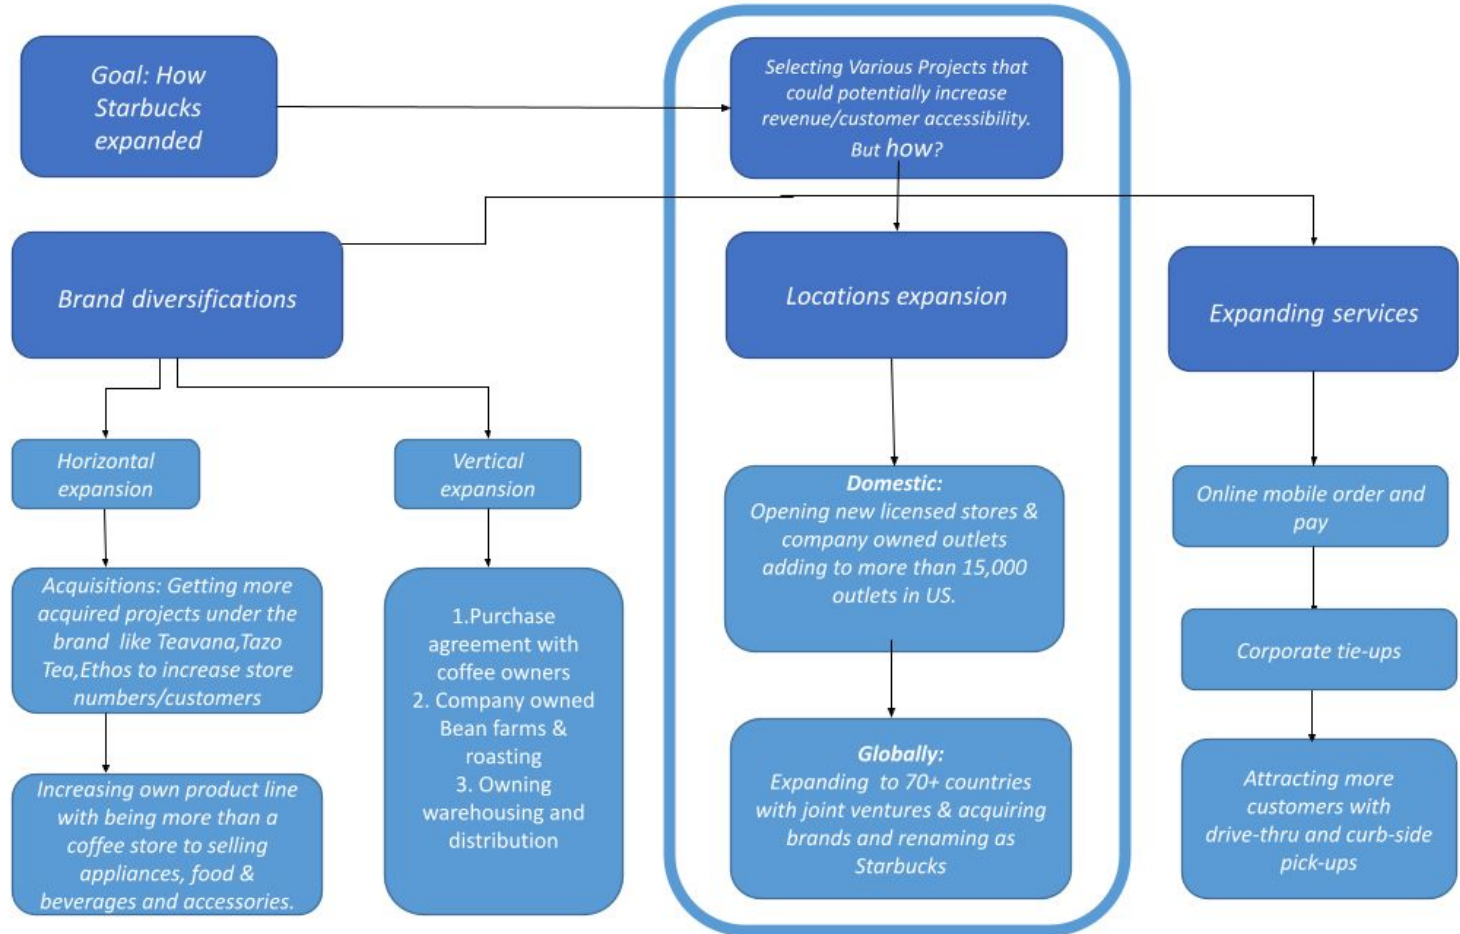 Goal: How
Starbucks
expanded
Selecting Various Projects that
could potentially increase
revenue/customer accessibility.
But how?
Brand diversifications
Locations expansion
Expanding services
Horizontal
expansion
Vertical
expansion
Acquisitions: Getting more
acquired projects under the
brand like Teavana,Tazo
Tea,Ethos to increase store
numbers/customers
Increasing own product line
with being more than a
coffee store to selling
appliances, food &
beverages and accessories.
1.Purchase
agreement with
coffee owners
2. Company owned
Bean farms &
roasting
3. Owning
warehousing and
distribution
Domestic:
Opening new licensed stores &
company owned outlets
adding to more than 15,000
outlets in US.
Globally:
Expanding to 70+ countries
with joint ventures & acquiring
brands and renaming as
Starbucks
Online mobile order and
pay
Corporate tie-ups
Attracting more
customers with
drive-thru and curb-side
pick-ups